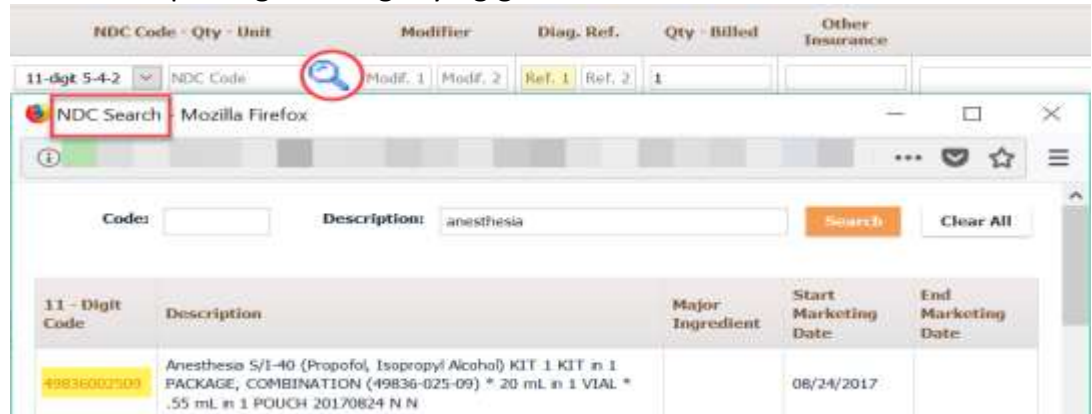 NDC Code - Qty - Unit Modifier Diag. Ref. Qty - Billed Other Insurance
11-digit 5-4-2 NDC Code Modif. 1 Modif. 2 Ref. 1 Ref. 2 1
NDC Search - Mozilla Firefox
Code: Description: anesthesia Search Clear All
11 - Digit Code Description Major Ingredient Start Marketing Date End Marketing Date
49836002509 Anesthesia S/I-40 (Propofol, Isopropyl Alcohol) KIT 1 KIT in 1 08/24/2017
PACKAGE, COMBINATION (49836-025-09) * 20 mL in 1 VIAL *
.55 mL in 1 POUCH 20170824 N N